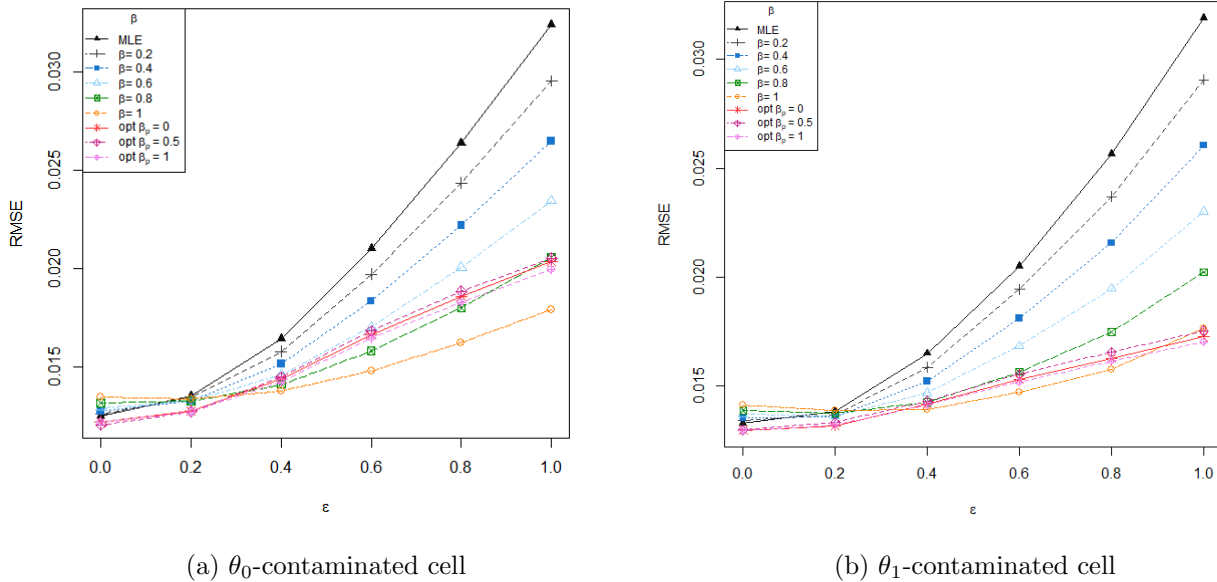 β
MLE
β= 0.2
β= 0.4
β= 0.6
β= 0.8
β= 1
opt βₚ = 0
opt βₚ = 0.5
opt βₚ = 1
RMSE
0.030
0.025
0.020
0.015
0.0 0.2 0.4 0.6 0.8 1.0
ε
(a) θ₀-contaminated cell
β
MLE
β= 0.2
β= 0.4
β= 0.6
β= 0.8
β= 1
opt βₚ = 0
opt βₚ = 0.5
opt βₚ = 1
RMSE
0.030
0.025
0.020
0.015
0.0 0.2 0.4 0.6 0.8 1.0
ε
(b) θ₁-contaminated cell